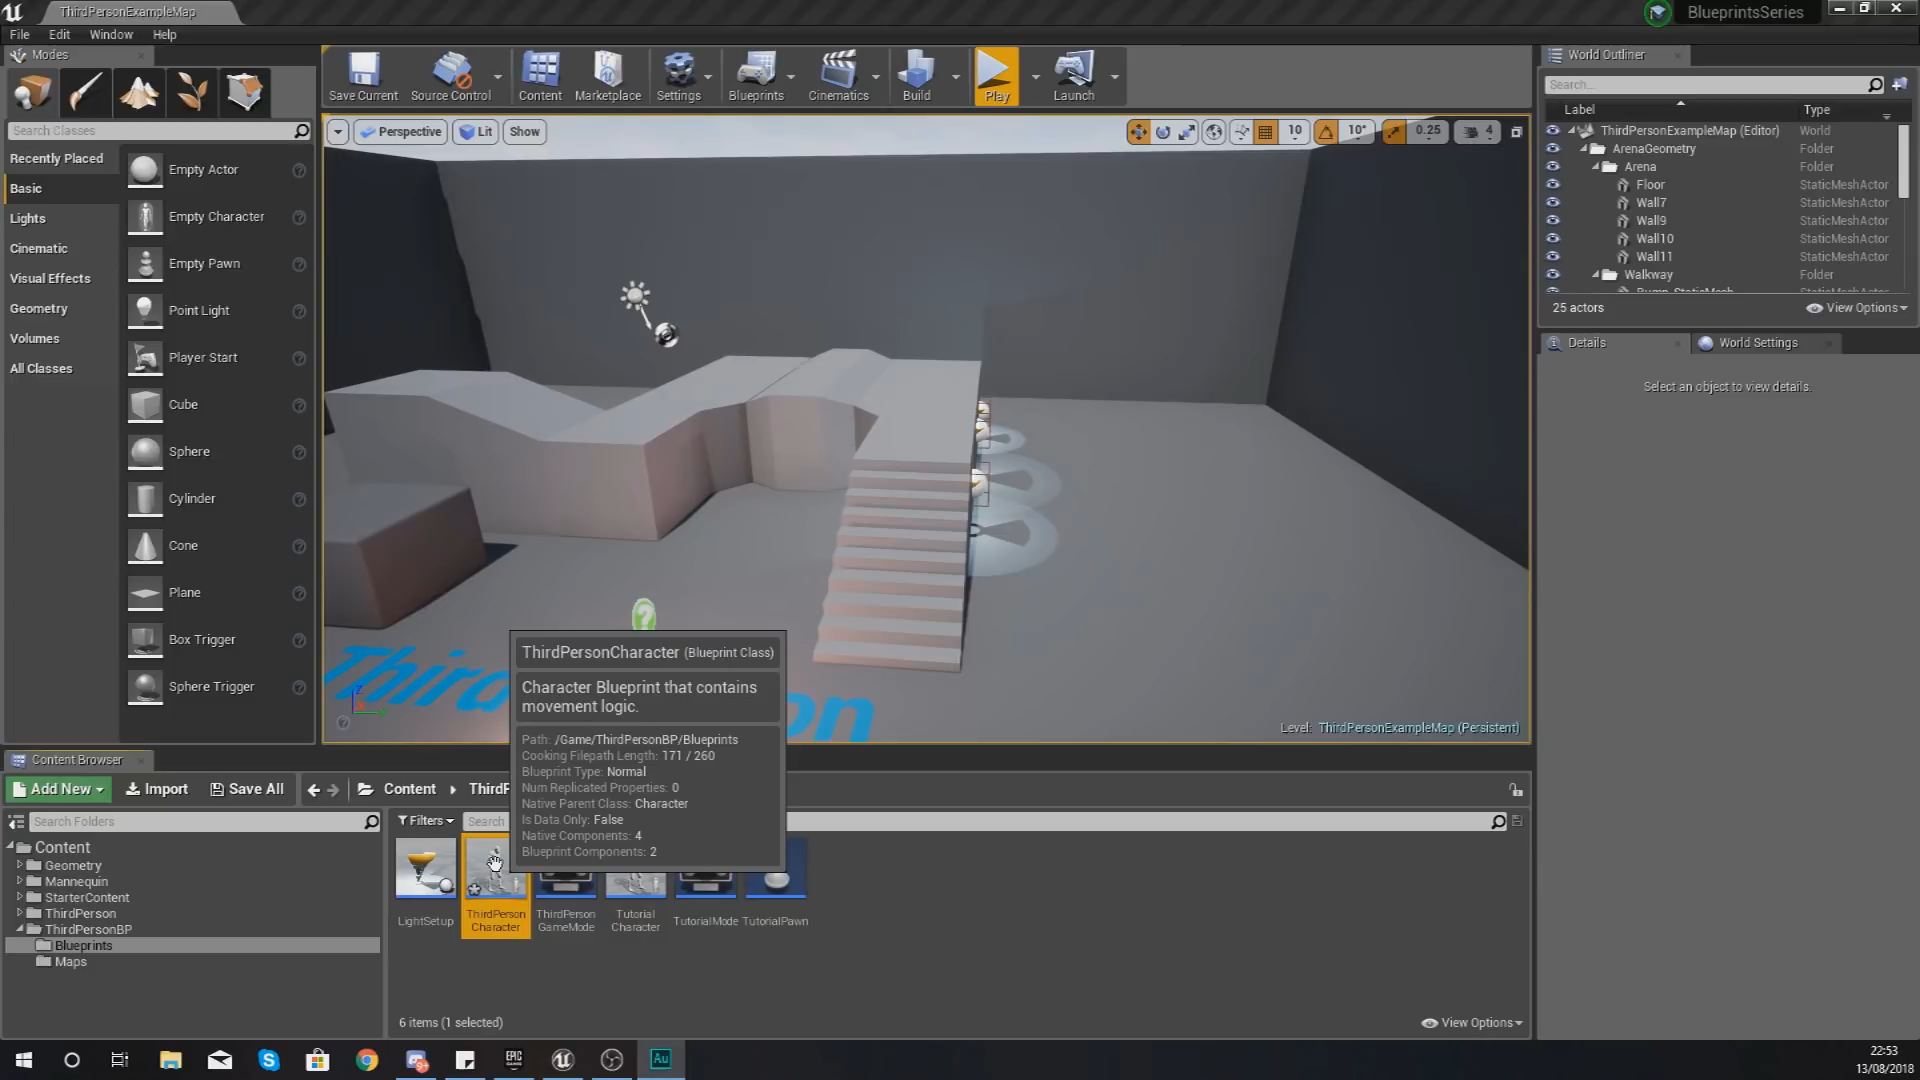 ThirdPersonExampleMap
BlueprintsSeries
File Edit Window Help
Modes
Search Classes
Recently Placed
Basic
Lights
Cinematic
Visual Effects
Geometry
Volumes
All Classes
Empty Actor
Empty Character
Empty Pawn
Point Light
Player Start
Cube
Sphere
Cylinder
Cone
Plane
Box Trigger
Sphere Trigger
Save Current
Source Control
Content
Marketplace
Settings
Blueprints
Cinematics
Build
Play
Launch
Perspective
Lit
Show
10
10°
0.25
4
Level: ThirdPersonExampleMap (Persistent)
World Outliner
Search...
Label Type
ThirdPersonExampleMap (Editor) World
ArenaGeometry Folder
Arena Folder
Floor StaticMeshActor
Wall7 StaticMeshActor
Wall9 StaticMeshActor
Wall10 StaticMeshActor
Wall11 StaticMeshActor
Walkway Folder
Bump_StaticMesh StaticMeshActor
25 actors
View Options
Details
World Settings
Select an object to view details.
ThirdPersonCharacter (Blueprint Class)
Character Blueprint that contains
movement logic.
Path: /Game/ThirdPersonBP/Blueprints
Cooking Filepath Length: 171 / 260
Blueprint Type: Normal
Num Replicated Properties: 0
Native Parent Class: Character
Is Data Only: False
Native Components: 4
Blueprint Components: 2
Content Browser
Add New
Import
Save All
Content
ThirdP
Search Folders
Content
Geometry
Mannequin
StarterContent
ThirdPerson
ThirdPersonBP
Blueprints
Maps
Filters
Search
LightSetup
ThirdPerson
Character
ThirdPerson
GameMode
Tutorial
Character
TutorialMode
TutorialPawn
6 items (1 selected)
View Options
EPIC
GAMES
Au
22:53
13/08/2018